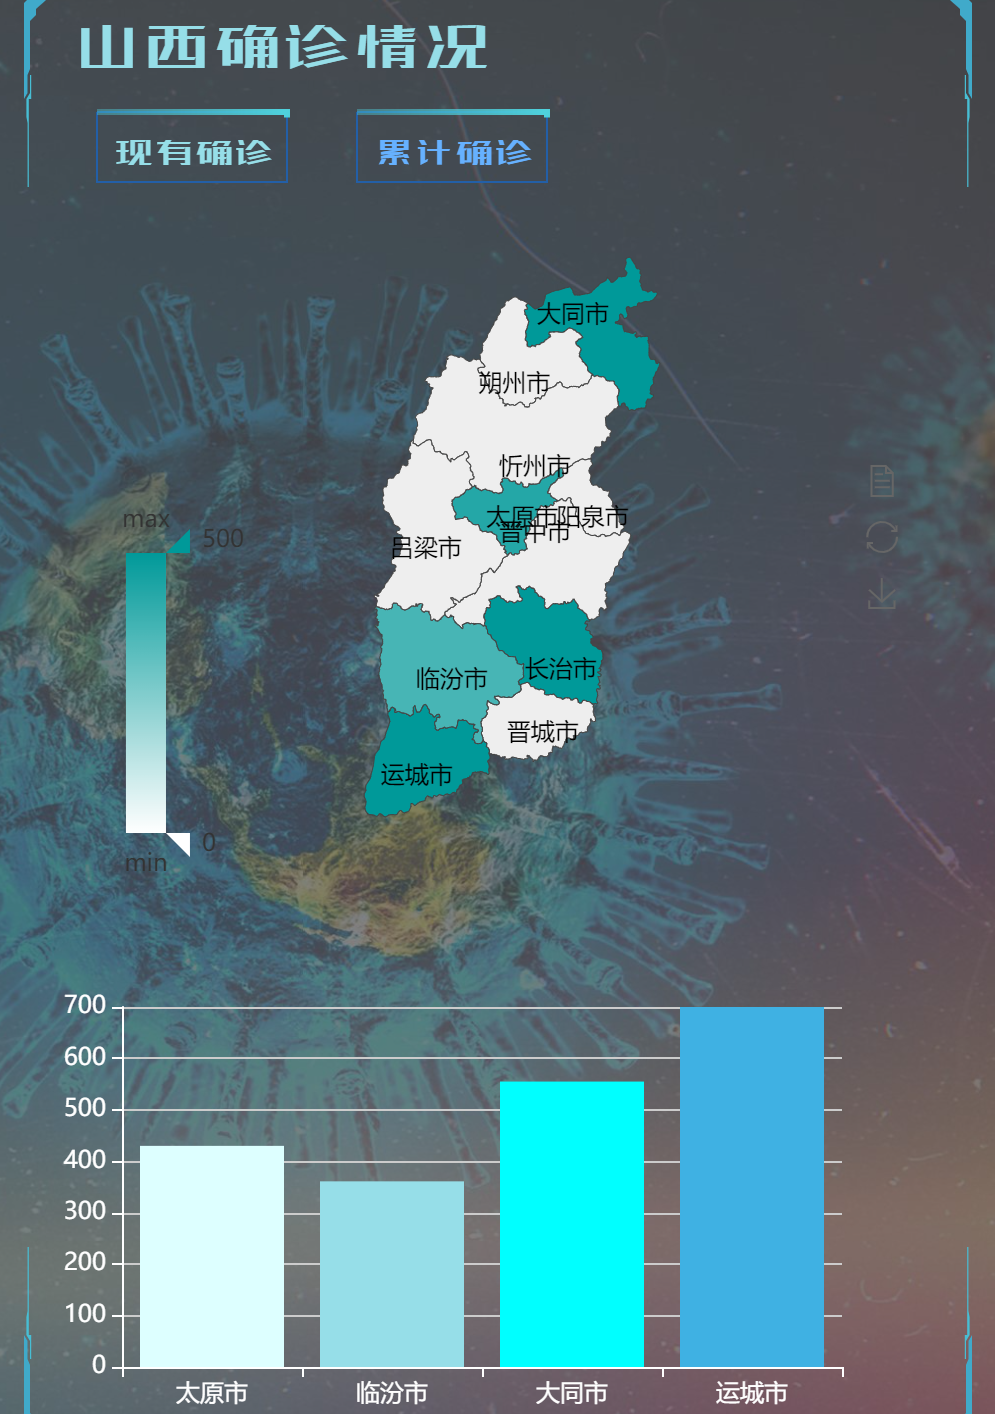 山西确诊情况
现有确诊 累计确诊
大同市
朔州市
忻州市
太原市 阳泉市
晋中市
吕梁市
临汾市
长治市
晋城市
运城市
max
500
0
min
700
600
500
400
300
200
100
0
太原市 临汾市 大同市 运城市